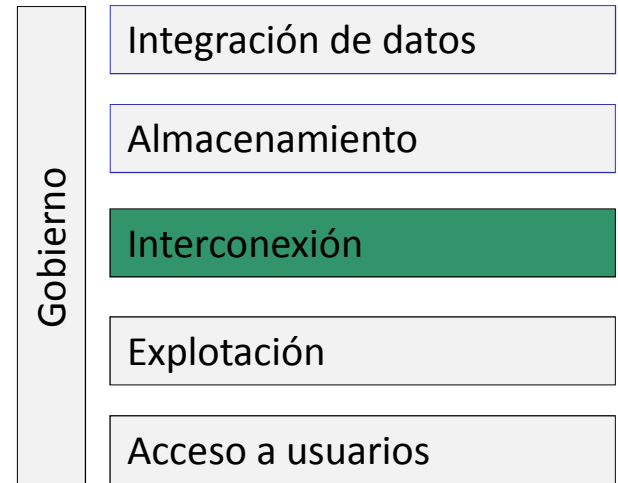 Gobierno
Integración de datos
Almacenamiento
Interconexión
Explotación
Acceso a usuarios